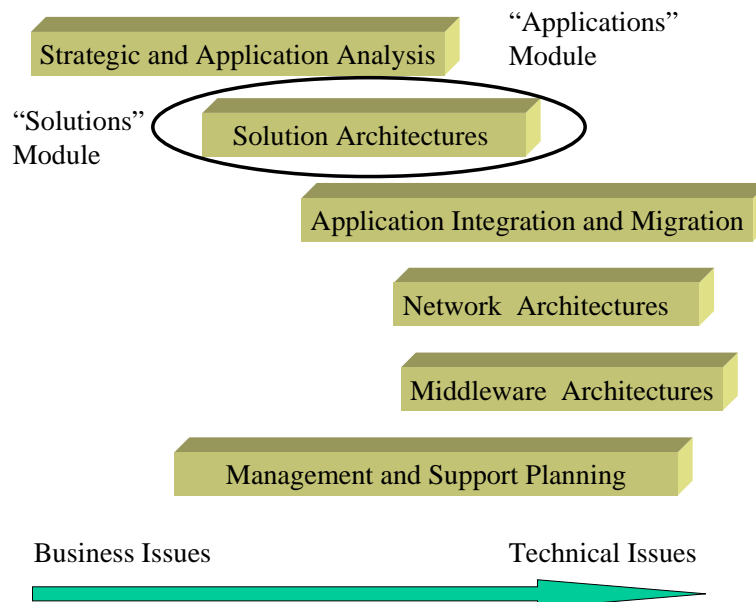 “Applications”
Module
Strategic and Application Analysis
“Solutions”
Module
Solution Architectures
Application Integration and Migration
Network Architectures
Middleware Architectures
Management and Support Planning
Business Issues
Technical Issues